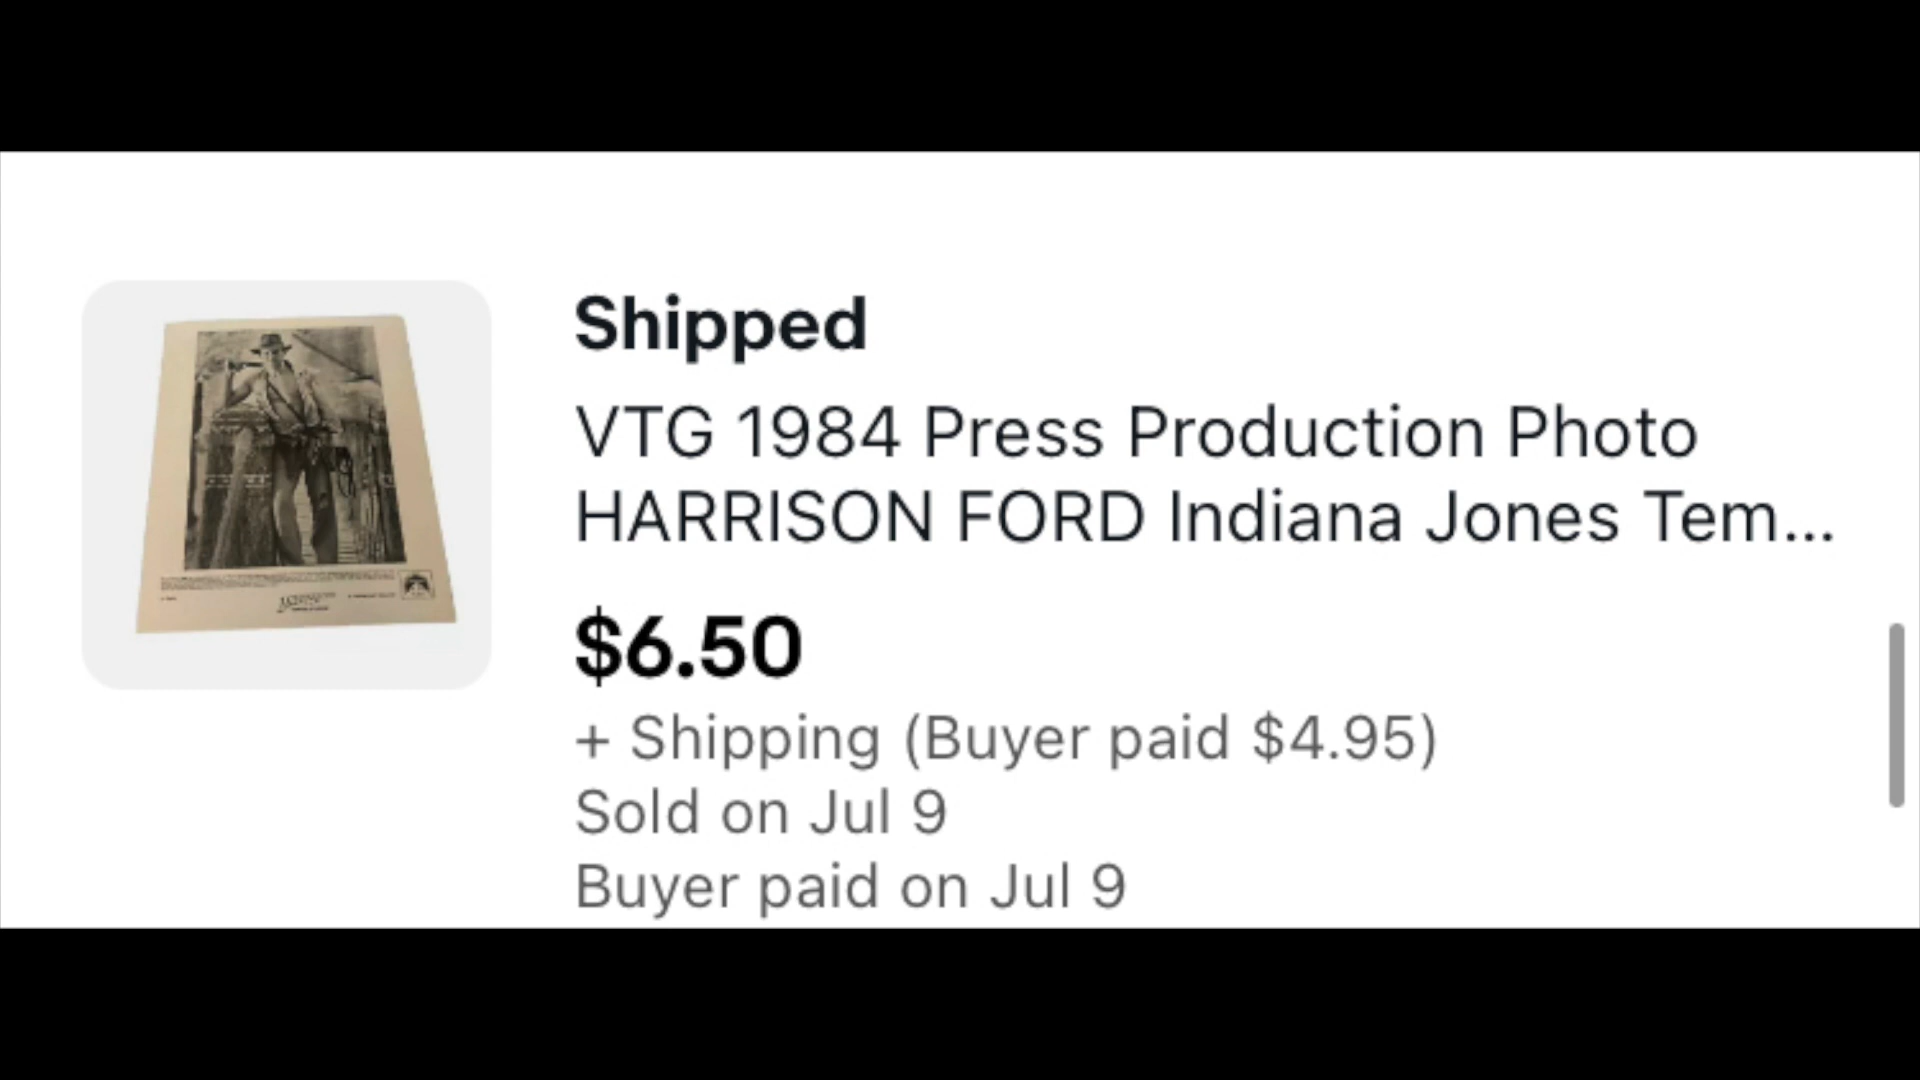 Shipped
VTG 1984 Press Production Photo
HARRISON FORD Indiana Jones Tem...
$6.50
+ Shipping (Buyer paid $4.95)
Sold on Jul 9
Buyer paid on Jul 9